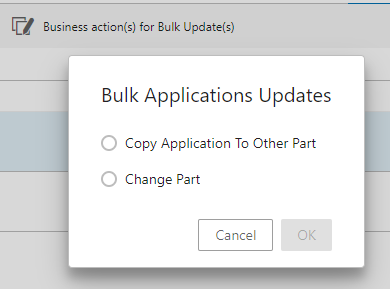 Business action(s) for Bulk Update(s)
Bulk Applications Updates
Copy Application To Other Part
Change Part
Cancel
OK